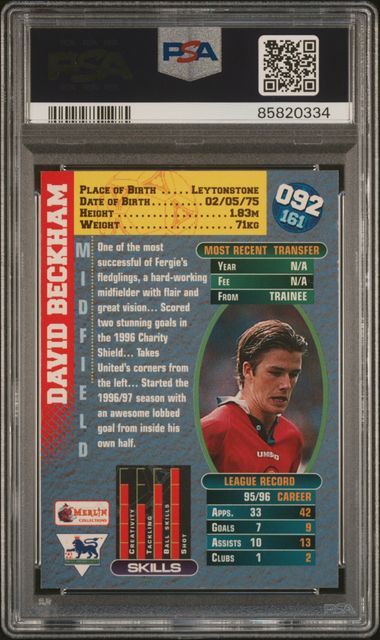 PSA
85820334
DAVID BECKHAM
MIDFIELD
PLACE OF BIRTH ..... LEYTONSTONE
DATE OF BIRTH ........ 02/05/75
HEIGHT ..................... 1.83M
WEIGHT ..................... 71KG
092
161
One of the most
successful of Fergie's
fledglings, a hard-working
midfielder with flair and
great vision... Scored
two stunning goals in
the 1996 Charity
Shield... Takes
United's corners from
the left... Started the
1996/97 season with
an awesome lobbed
goal from inside his
own half.
MOST RECENT TRANSFER
YEAR N/A
FEE N/A
FROM TRAINEE
UMBRO
LEAGUE RECORD
95/96 CAREER
APPS. 33 42
GOALS 7 9
ASSISTS 10 13
CLUBS 1 2
MERLIN
COLLECTIONS
CREATIVITY
TACKLING
BALL SKILLS
SHOT
SKILLS
PSA